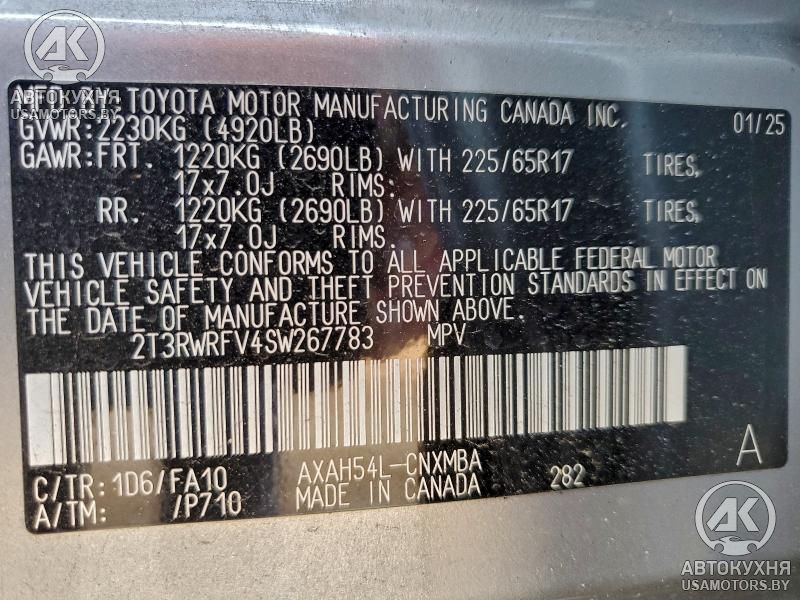 AK
АВТОКУХНЯ
USAMOTORS.BY
TOYOTA MOTOR MANUFACTURING CANADA INC. 01/25
GVWR:2230KG (4920LB)
GAWR:FRT. 1220KG (2690LB) WITH 225/65R17 TIRES,
17x7.0J RIMS.
RR. 1220KG (2690LB) WITH 225/65R17 TIRES,
17x7.0J RIMS.
THIS VEHICLE CONFORMS TO ALL APPLICABLE FEDERAL MOTOR
VEHICLE SAFETY AND THEFT PREVENTION STANDARDS IN EFFECT ON
THE DATE OF MANUFACTURE SHOWN ABOVE.
2T3RWRFV4SW267783 MPV
A
C/TR:1D6/FA10 AXAH54L-CNXMBA 282
A/TM: /P710 MADE IN CANADA
AK
АВТОКУХНЯ
USAMOTORS.BY